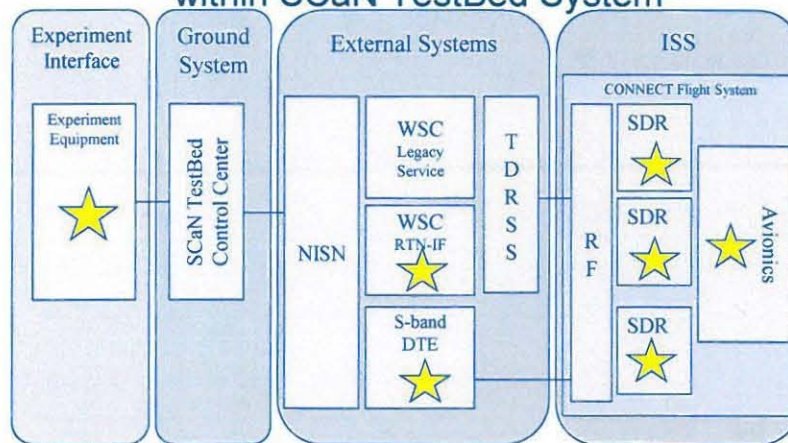 within SCaN TestBed System
Experiment
Interface
Experiment
Equipment
Ground
System
SCaN TestBed
Control Center
External Systems
NISN
WSC
Legacy
Service
WSC
RTN-IF
S-band
DTE
T
D
R
S
S
ISS
CONNECT Flight System
R
F
SDR
SDR
SDR
Avionics